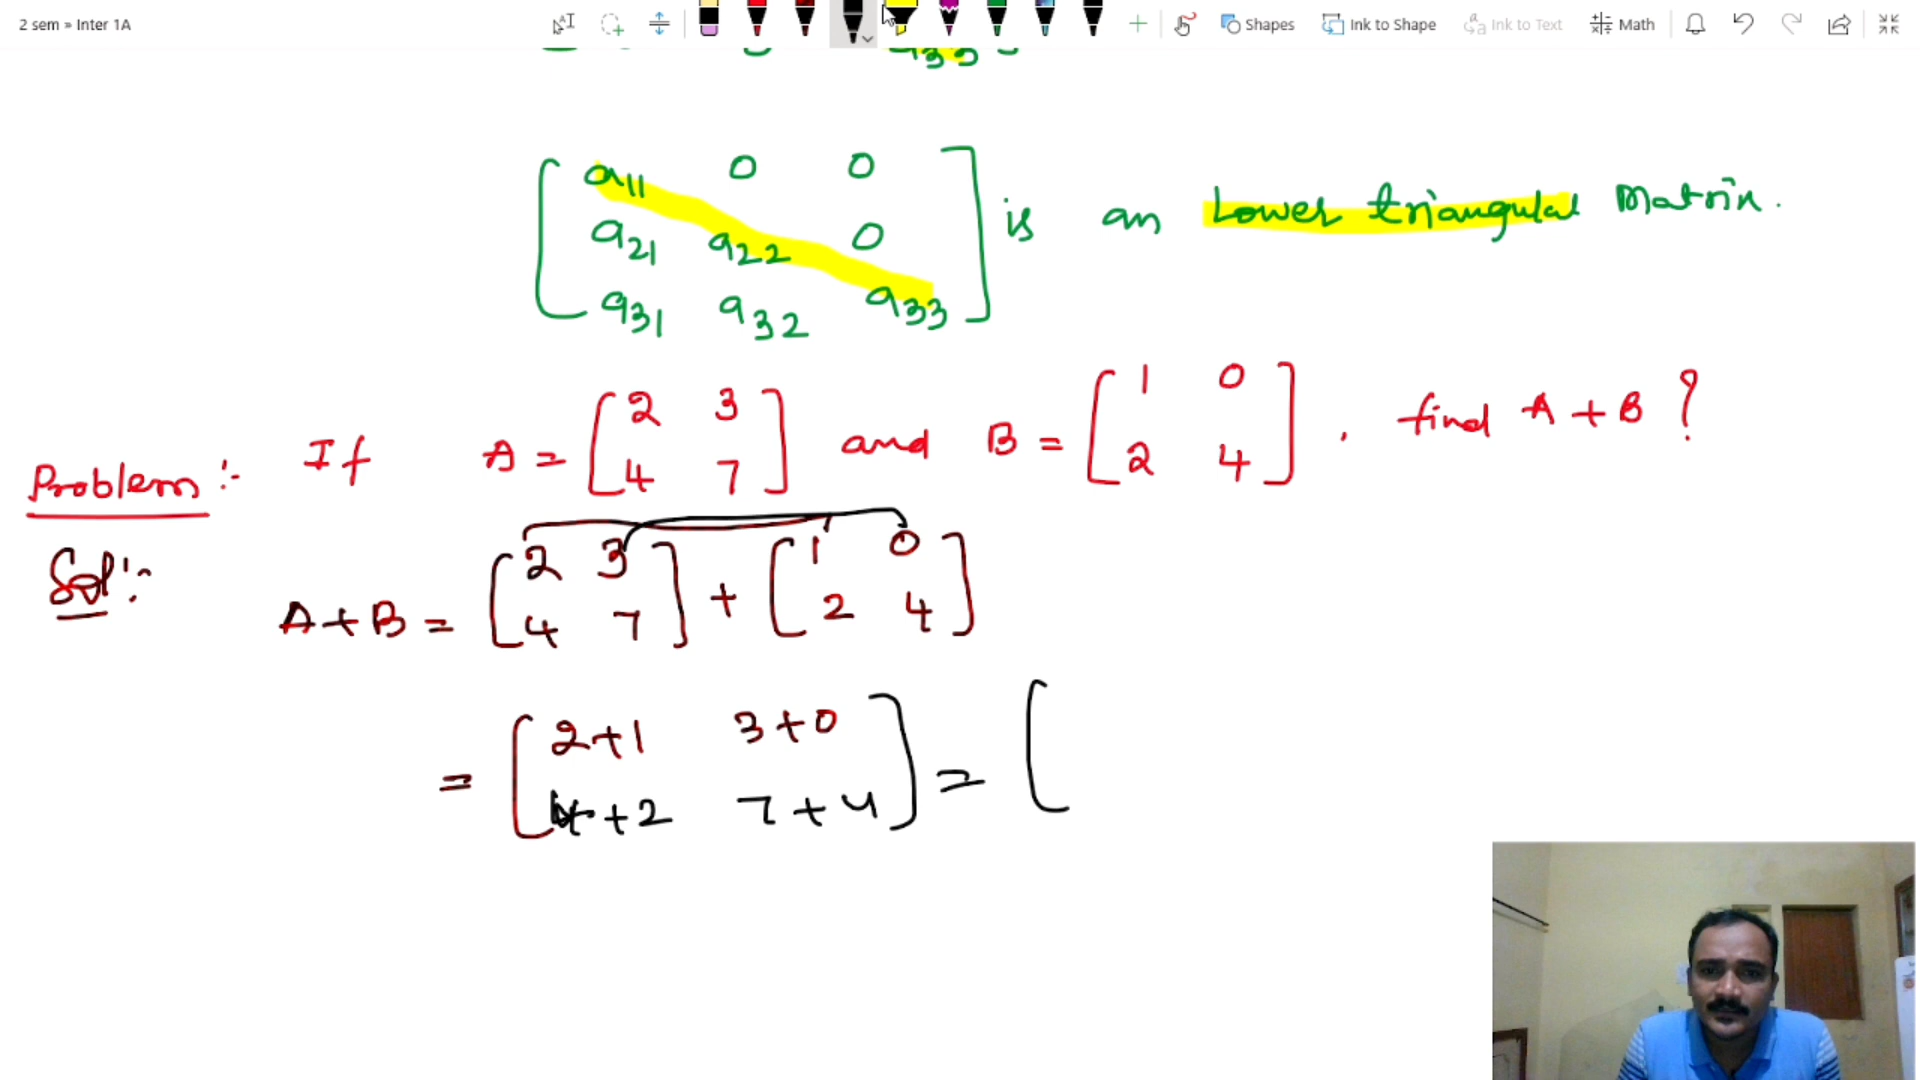 2 sem » Inter 1A
Shapes Ink to Shape Ink to Text Math
a33
a11 0 0
a21 a22 0
a31 a32 a33
is an Lower triangular Matrix.
Problem:- If A = [2 3 4 7] and B = [1 0 2 4], find A + B ?
Sol:-
A + B = [2 3 4 7] + [1 0 2 4]
= [2+1 3+0 4+2 7+4] = [